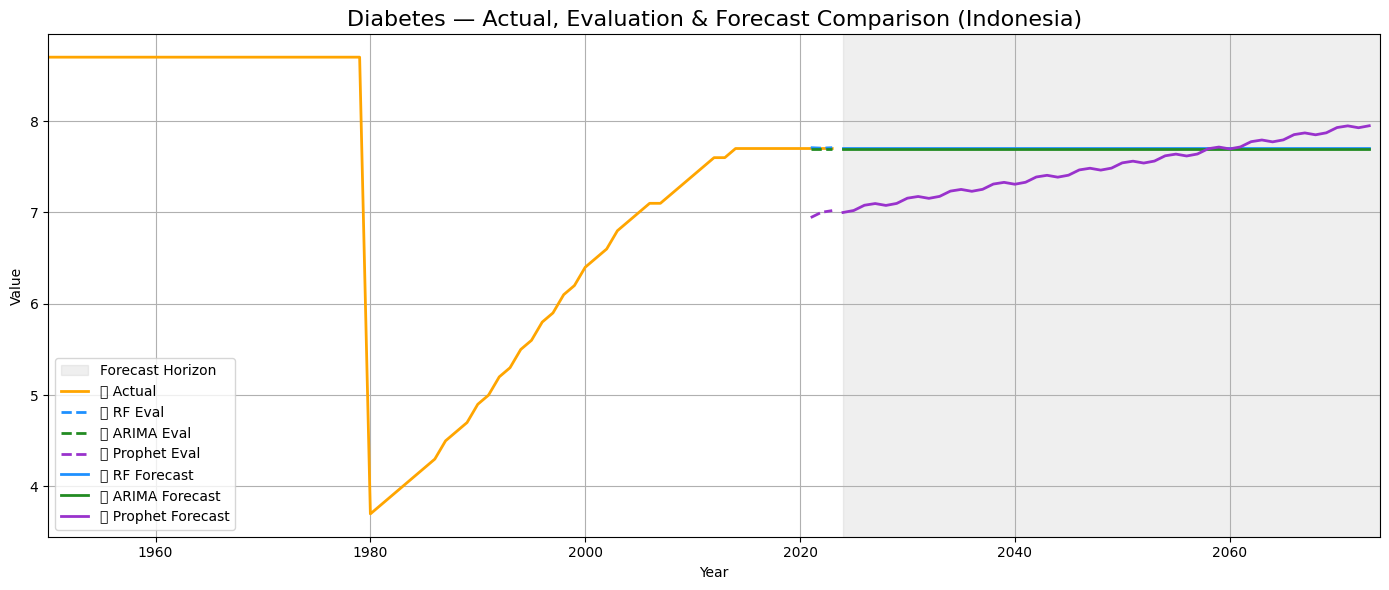 Diabetes — Actual, Evaluation & Forecast Comparison (Indonesia)
Value
8
7
6
5
4
Forecast Horizon
Actual
RF Eval
ARIMA Eval
Prophet Eval
RF Forecast
ARIMA Forecast
Prophet Forecast
1960 1980 2000 2020 2040 2060
Year